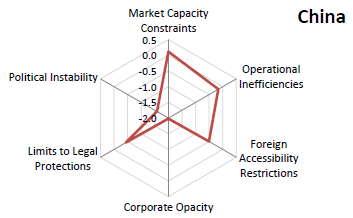 China
Market Capacity
Constraints
0.5
0.0
-0.5
-1.0
-1.5
-2.0
Operational
Inefficiencies
Foreign
Accessibility
Restrictions
Corporate Opacity
Limits to Legal
Protections
Political Instability